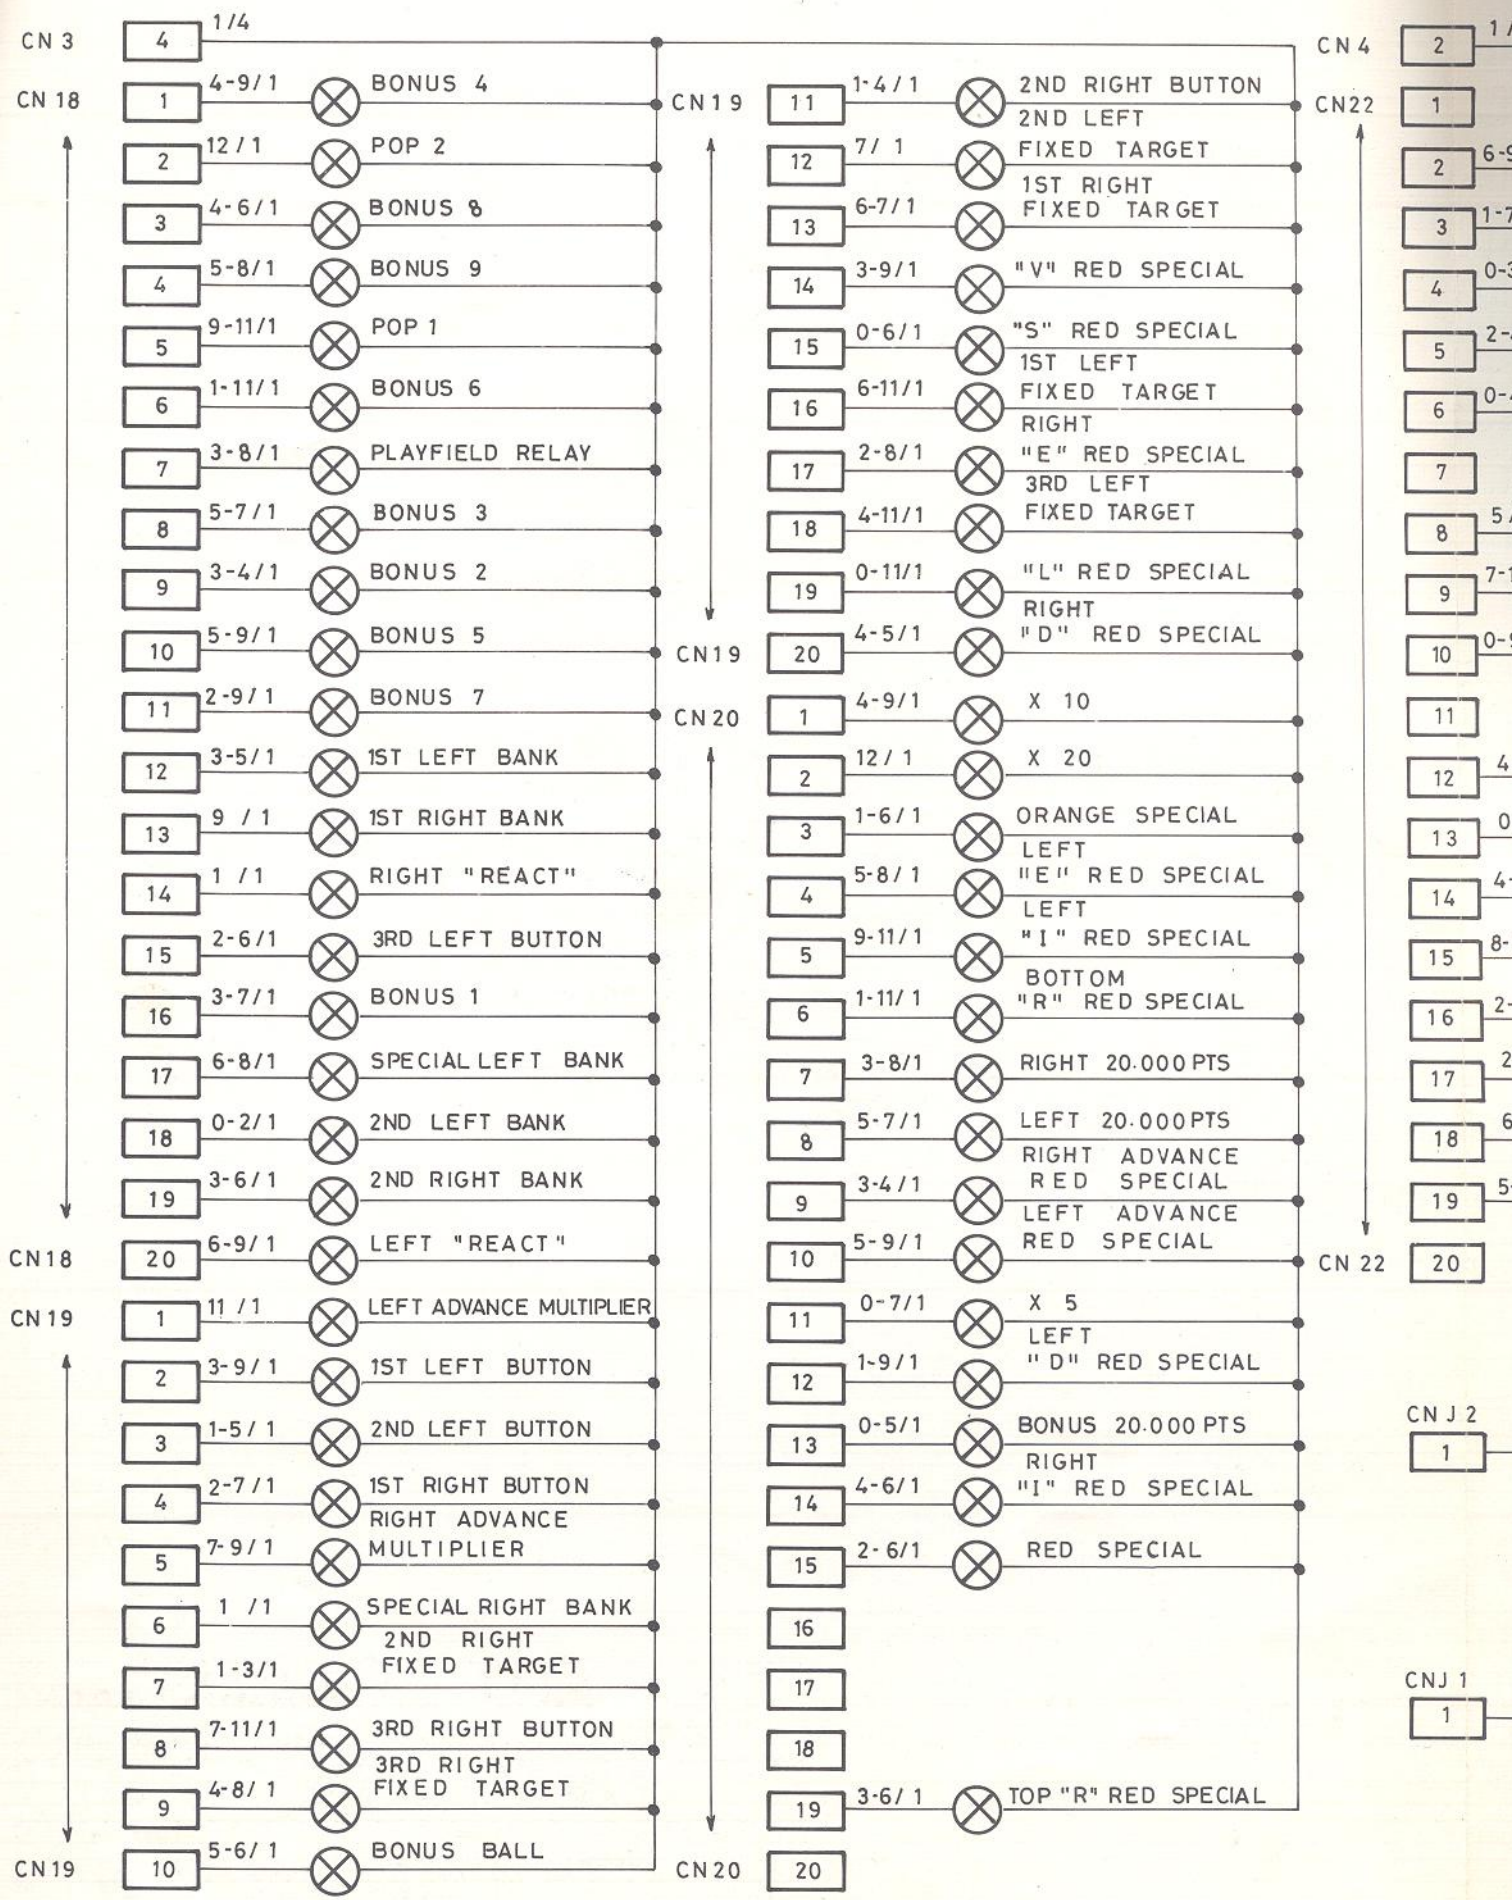 CN 3 4 1/4
CN 18 1 4-9/1 BONUS 4
2 12/1 POP 2
3 4-6/1 BONUS 8
4 5-8/1 BONUS 9
5 9-11/1 POP 1
6 1-11/1 BONUS 6
7 3-8/1 PLAYFIELD RELAY
8 5-7/1 BONUS 3
9 3-4/1 BONUS 2
10 5-9/1 BONUS 5
11 2-9/1 BONUS 7
12 3-5/1 1ST LEFT BANK
13 9 /1 1ST RIGHT BANK
14 1 /1 RIGHT "REACT"
15 2-6/1 3RD LEFT BUTTON
16 3-7/1 BONUS 1
17 6-8/1 SPECIAL LEFT BANK
18 0-2/1 2ND LEFT BANK
19 3-6/1 2ND RIGHT BANK
CN18 20 6-9/1 LEFT "REACT"
CN19 1 11 /1 LEFT ADVANCE MULTIPLIER
2 3-9/1 1ST LEFT BUTTON
3 1-5/1 2ND LEFT BUTTON
4 2-7/1 1ST RIGHT BUTTON
RIGHT ADVANCE
5 7-9/1 MULTIPLIER
6 1 /1 SPECIAL RIGHT BANK
2ND RIGHT
7 1-3/1 FIXED TARGET
8 7-11/1 3RD RIGHT BUTTON
3RD RIGHT
9 4-8/1 FIXED TARGET
CN19 10 5-6/1 BONUS BALL
CN19 11 1-4/1 2ND RIGHT BUTTON
2ND LEFT
12 7/ 1 FIXED TARGET
1ST RIGHT
13 6-7/1 FIXED TARGET
14 3-9/1 "V" RED SPECIAL
15 0-6/1 "S" RED SPECIAL
1ST LEFT
16 6-11/1 FIXED TARGET
RIGHT
17 2-8/1 "E" RED SPECIAL
3RD LEFT
18 4-11/1 FIXED TARGET
19 0-11/1 "L" RED SPECIAL
RIGHT
CN19 20 4-5/1 "D" RED SPECIAL
CN20 1 4-9/1 X 10
2 12/ 1 X 20
3 1-6/1 ORANGE SPECIAL
LEFT
4 5-8/1 "E" RED SPECIAL
LEFT
5 9-11/1 "I" RED SPECIAL
BOTTOM
6 1-11/1 "R" RED SPECIAL
7 3-8/1 RIGHT 20.000 PTS
8 5-7/1 LEFT 20.000 PTS
RIGHT ADVANCE
9 3-4/1 RED SPECIAL
LEFT ADVANCE
10 5-9/1 RED SPECIAL
11 0-7/1 X 5
LEFT
12 1-9/1 "D" RED SPECIAL
13 0-5/1 BONUS 20.000 PTS
RIGHT
14 4-6/1 "I" RED SPECIAL
15 2-6/1 RED SPECIAL
16
17
18
19 3-6/1 TOP "R" RED SPECIAL
CN20 20
CN 4 2
CN22 1
2
3
4
5
6
7
8
9
10
11
12
13
14
15
16
17
18
19
CN 22 20
CN J 2
1
CNJ 1
1